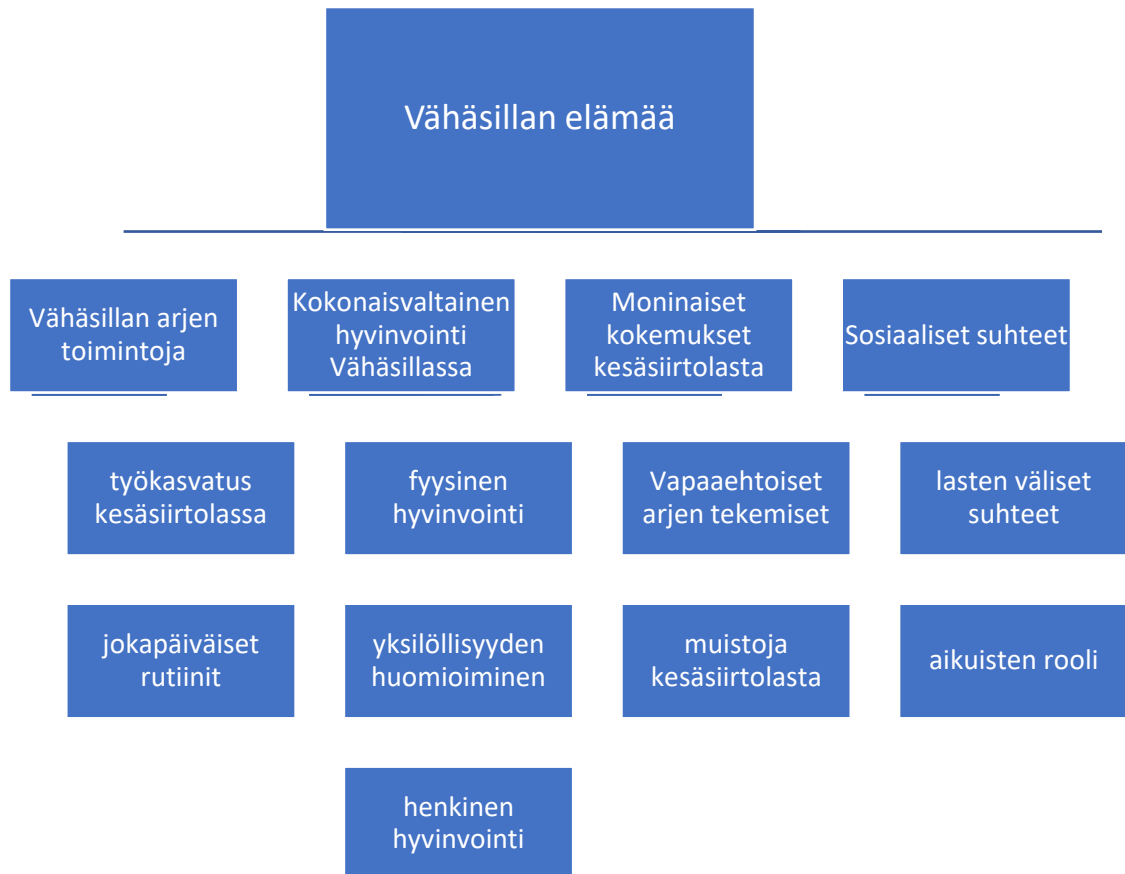 Vähäsillan elämää
Vähäsillan arjen
toimintoja
Kokonaisvaltainen
hyvinvointi
Vähäsillassa
Moninaiset
kokemukset
kesäsiirtolasta
Sosiaaliset suhteet
työkasvatus
kesäsiirtolassa
fyysinen
hyvinvointi
Vapaaehtoiset
arjen tekemiset
lasten väliset
suhteet
jokapäiväiset
rutiinit
yksilöllisyyden
huomioiminen
muistoja
kesäsiirtolasta
aikuisten rooli
henkinen
hyvinvointi